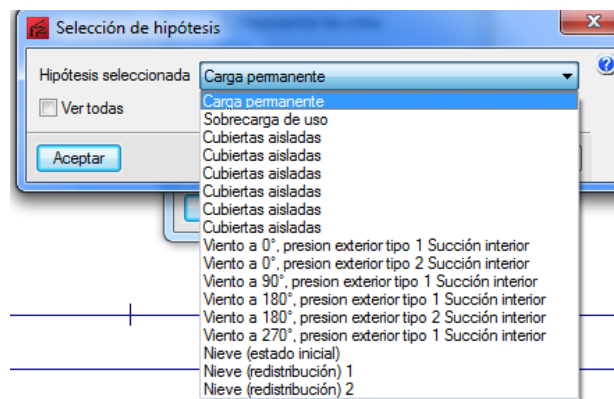 Selección de hipótesis
Hipótesis seleccionada Carga permanente
Ver todas
Aceptar
Carga permanente
Sobrecarga de uso
Cubiertas aisladas
Cubiertas aisladas
Cubiertas aisladas
Cubiertas aisladas
Cubiertas aisladas
Cubiertas aisladas
Viento a 0°, presion exterior tipo 1 Succión interior
Viento a 0°, presion exterior tipo 2 Succión interior
Viento a 90°, presion exterior tipo 1 Succión interior
Viento a 180°, presion exterior tipo 1 Succión interior
Viento a 180°, presion exterior tipo 2 Succión interior
Viento a 270°, presion exterior tipo 1 Succión interior
Nieve (estado inicial)
Nieve (redistribución) 1
Nieve (redistribución) 2